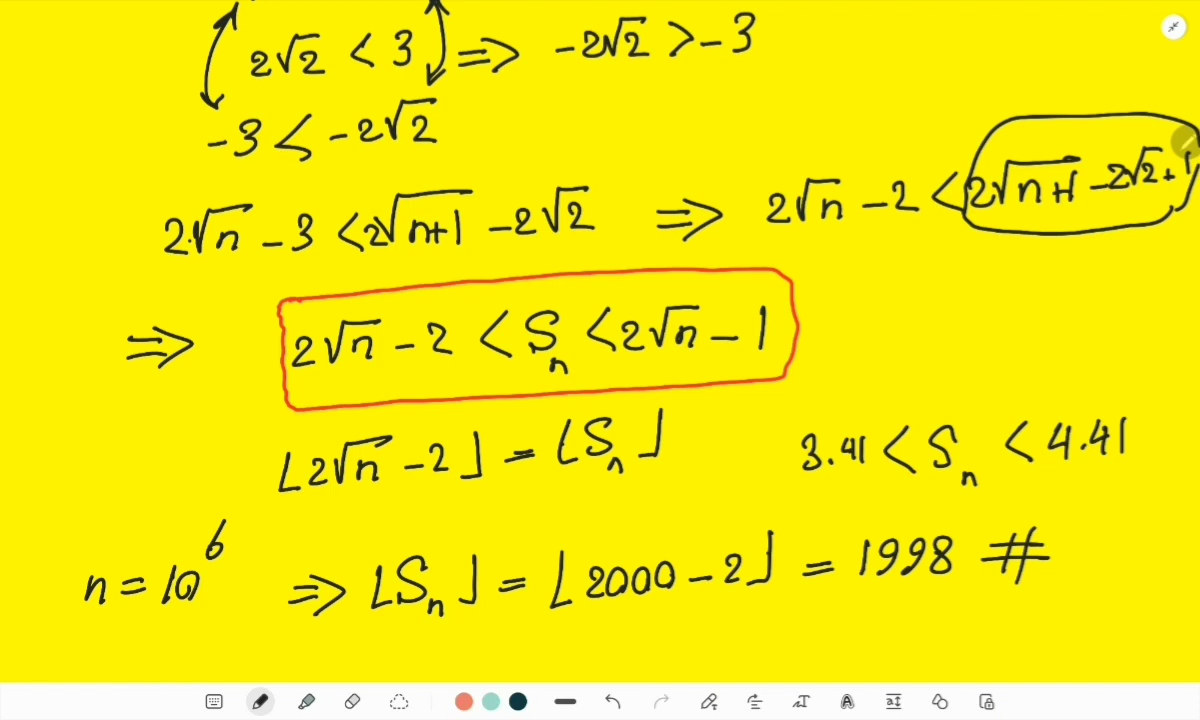 2√2 < 3 ⇒ -2√2 > -3
-3 < -2√2
2√n - 3 < 2√n+1 - 2√2 ⇒ 2√n - 2 < 2√n+1 - 2√2 + 1
⇒ 2√n - 2 < Sₙ < 2√n - 1
⌊2√n - 2⌋ = ⌊Sₙ⌋ 3.41 < Sₙ < 4.41
n = 10⁶ ⇒ ⌊Sₙ⌋ = ⌊2000 - 2⌋ = 1998 #